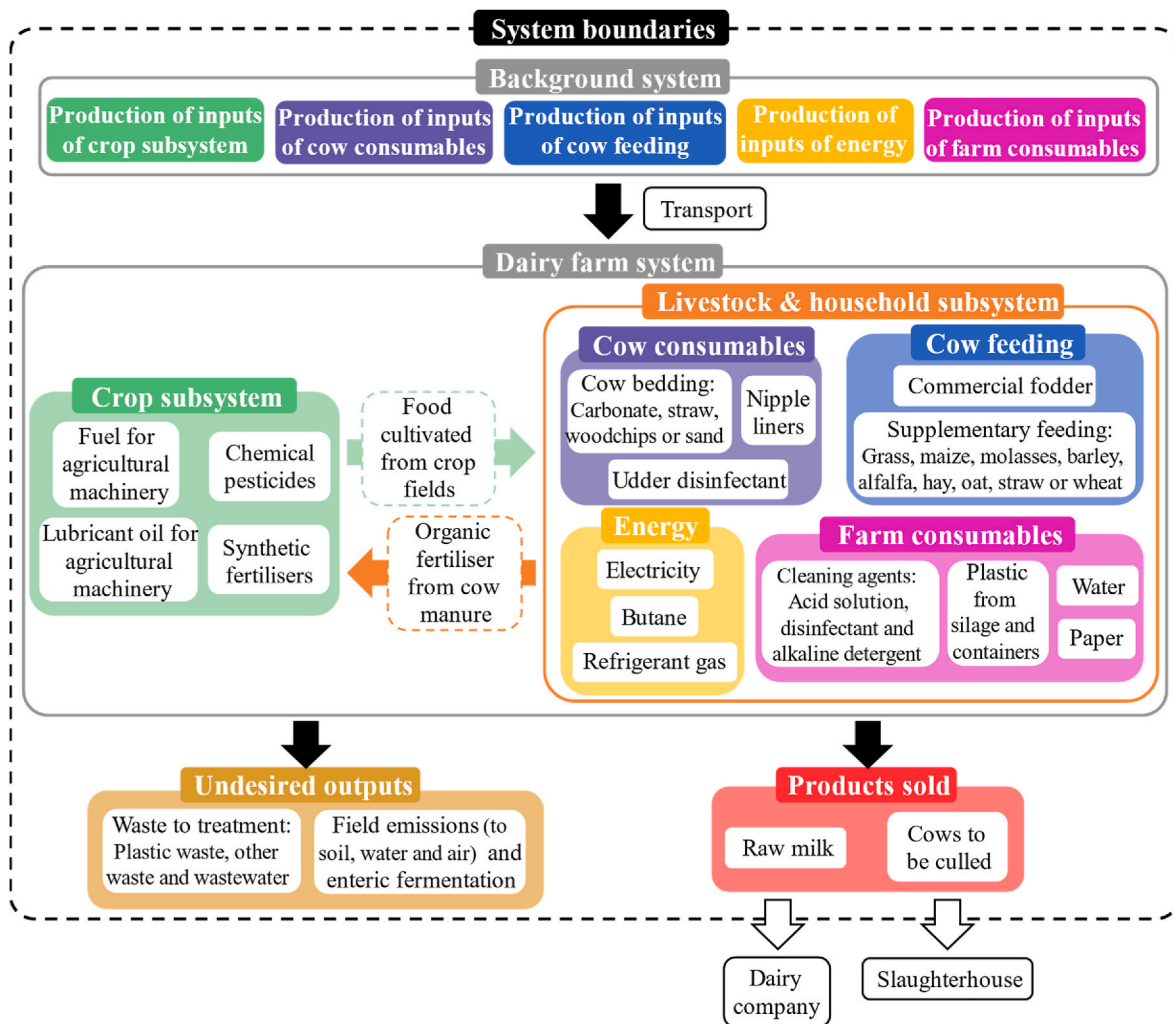 System boundaries
Background system
Production of inputs
of crop subsystem
Production of inputs
of cow consumables
Production of inputs
of cow feeding
Production of
inputs of energy
Production of inputs
of farm consumables
Transport
Dairy farm system
Livestock & household subsystem
Crop subsystem
Fuel for
agricultural
machinery
Chemical
pesticides
Lubricant oil for
agricultural
machinery
Synthetic
fertilisers
Food
cultivated
from crop
fields
Organic
fertiliser
from cow
manure
Cow consumables
Cow bedding:
Carbonate, straw,
woodchips or sand
Nipple
liners
Udder disinfectant
Cow feeding
Commercial fodder
Supplementary feeding:
Grass, maize, molasses, barley,
alfalfa, hay, oat, straw or wheat
Energy
Electricity
Butane
Refrigerant gas
Farm consumables
Cleaning agents:
Acid solution,
disinfectant and
alkaline detergent
Plastic
from
silage and
containers
Water
Paper
Undesired outputs
Waste to treatment:
Plastic waste, other
waste and wastewater
Field emissions (to
soil, water and air) and
enteric fermentation
Products sold
Raw milk
Cows to
be culled
Dairy
company
Slaughterhouse